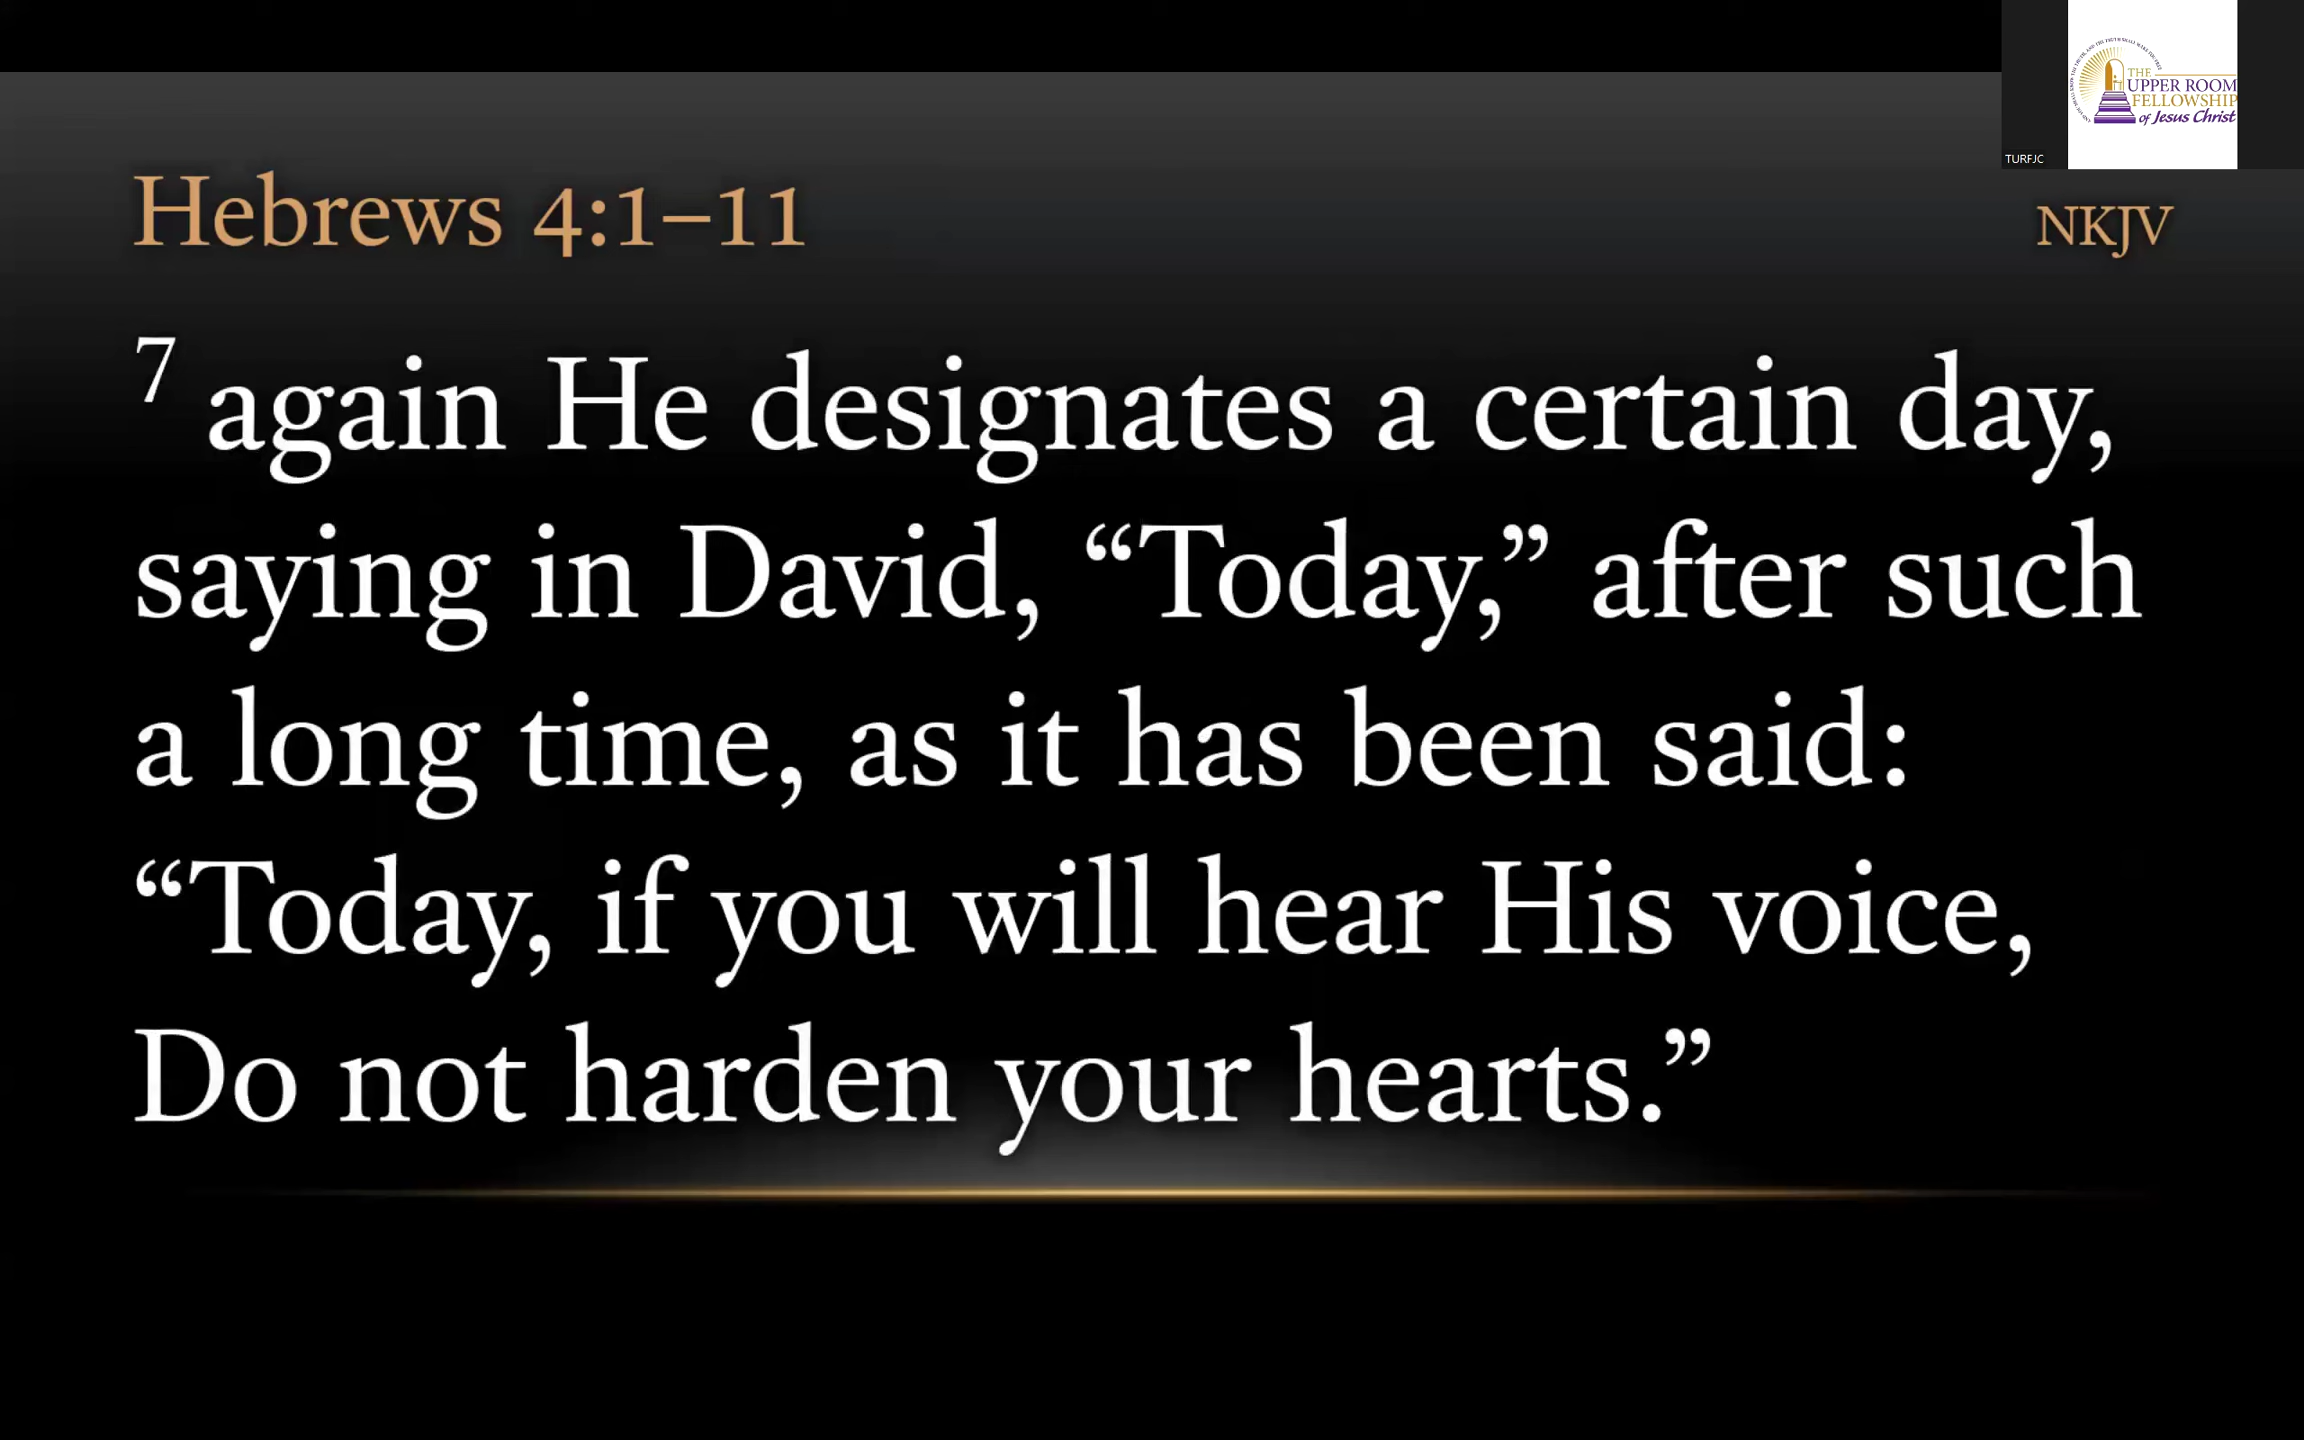 THE
UPPER ROOM
FELLOWSHIP
of Jesus Christ
TURFJC
Hebrews 4:1–11
NKJV
7 again He designates a certain day,
saying in David, “Today,” after such
a long time, as it has been said:
“Today, if you will hear His voice,
Do not harden your hearts.”